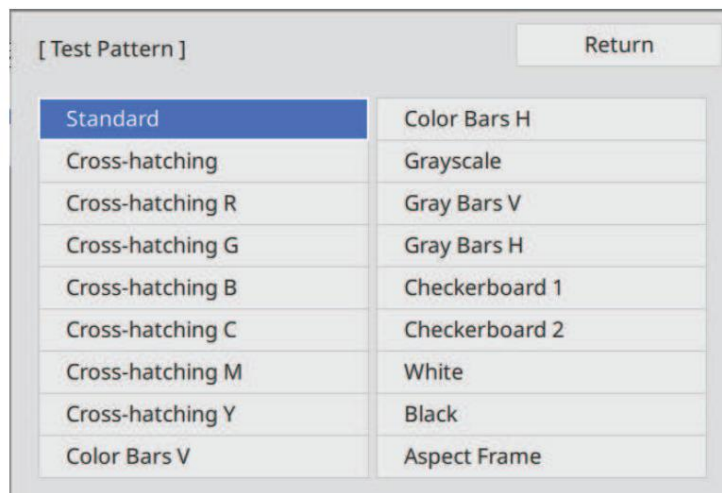 [ Test Pattern ]
Return
Standard
Cross-hatching
Cross-hatching R
Cross-hatching G
Cross-hatching B
Cross-hatching C
Cross-hatching M
Cross-hatching Y
Color Bars V
Color Bars H
Grayscale
Gray Bars V
Gray Bars H
Checkerboard 1
Checkerboard 2
White
Black
Aspect Frame